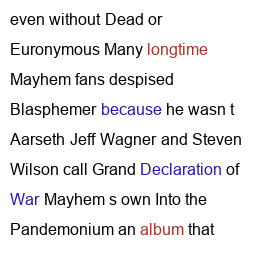 even without Dead or
Euronymous Many longtime
Mayhem fans despised
Blasphemer because he wasn t
Aarseth Jeff Wagner and Steven
Wilson call Grand Declaration of
War Mayhem s own Into the
Pandemonium an album that